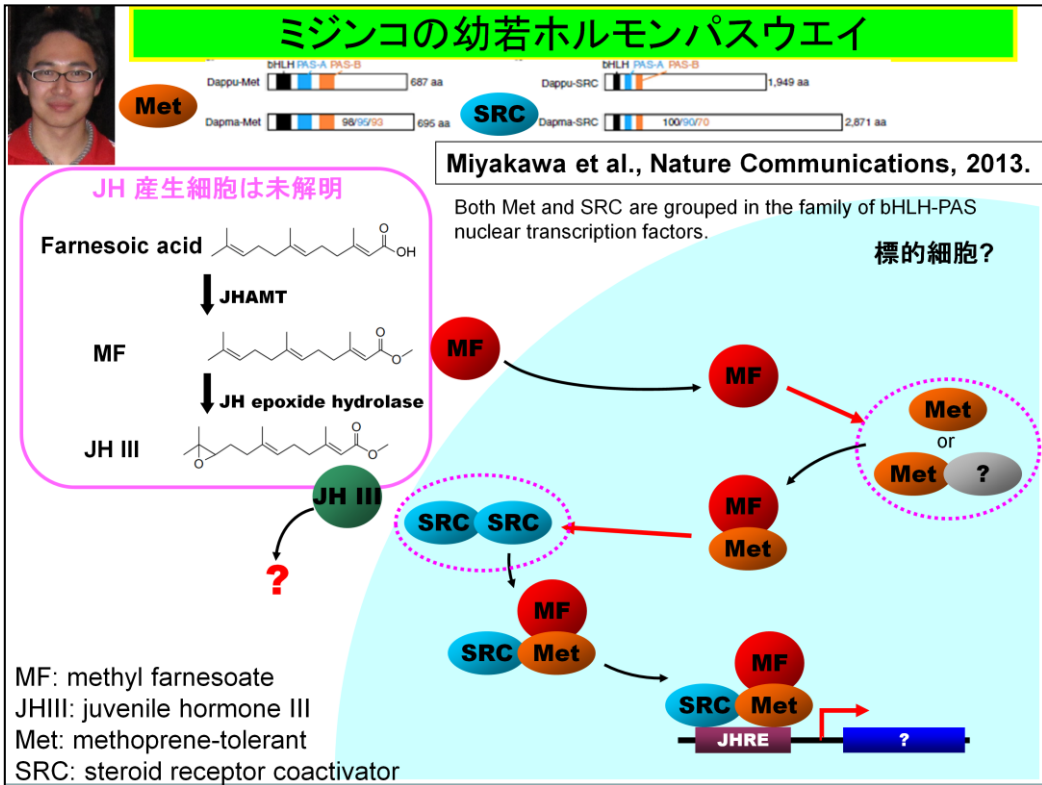 ミジンコの幼若ホルモンパスウエイ
Met
bHLH PAS-A PAS-B
Dappu-Met
687 aa
Dapma-Met
98/95/93
695 aa
SRC
bHLH PAS-A PAS-B
Dappu-SRC
1,949 aa
Dapma-SRC
100/90/70
2,871 aa
Miyakawa et al., Nature Communications, 2013.
Both Met and SRC are grouped in the family of bHLH-PAS
nuclear transcription factors.
標的細胞?
JH 産生細胞は未解明
Farnesoic acid
O
OH
JHAMT
MF
O
O
JH epoxide hydrolase
JH III
O
O
O
JH III
?
MF
MF
Met
or
Met ?
MF
Met
SRC SRC
MF
SRC Met
MF
SRC Met
JHRE
?
MF: methyl farnesoate
JHIII: juvenile hormone III
Met: methoprene-tolerant
SRC: steroid receptor coactivator